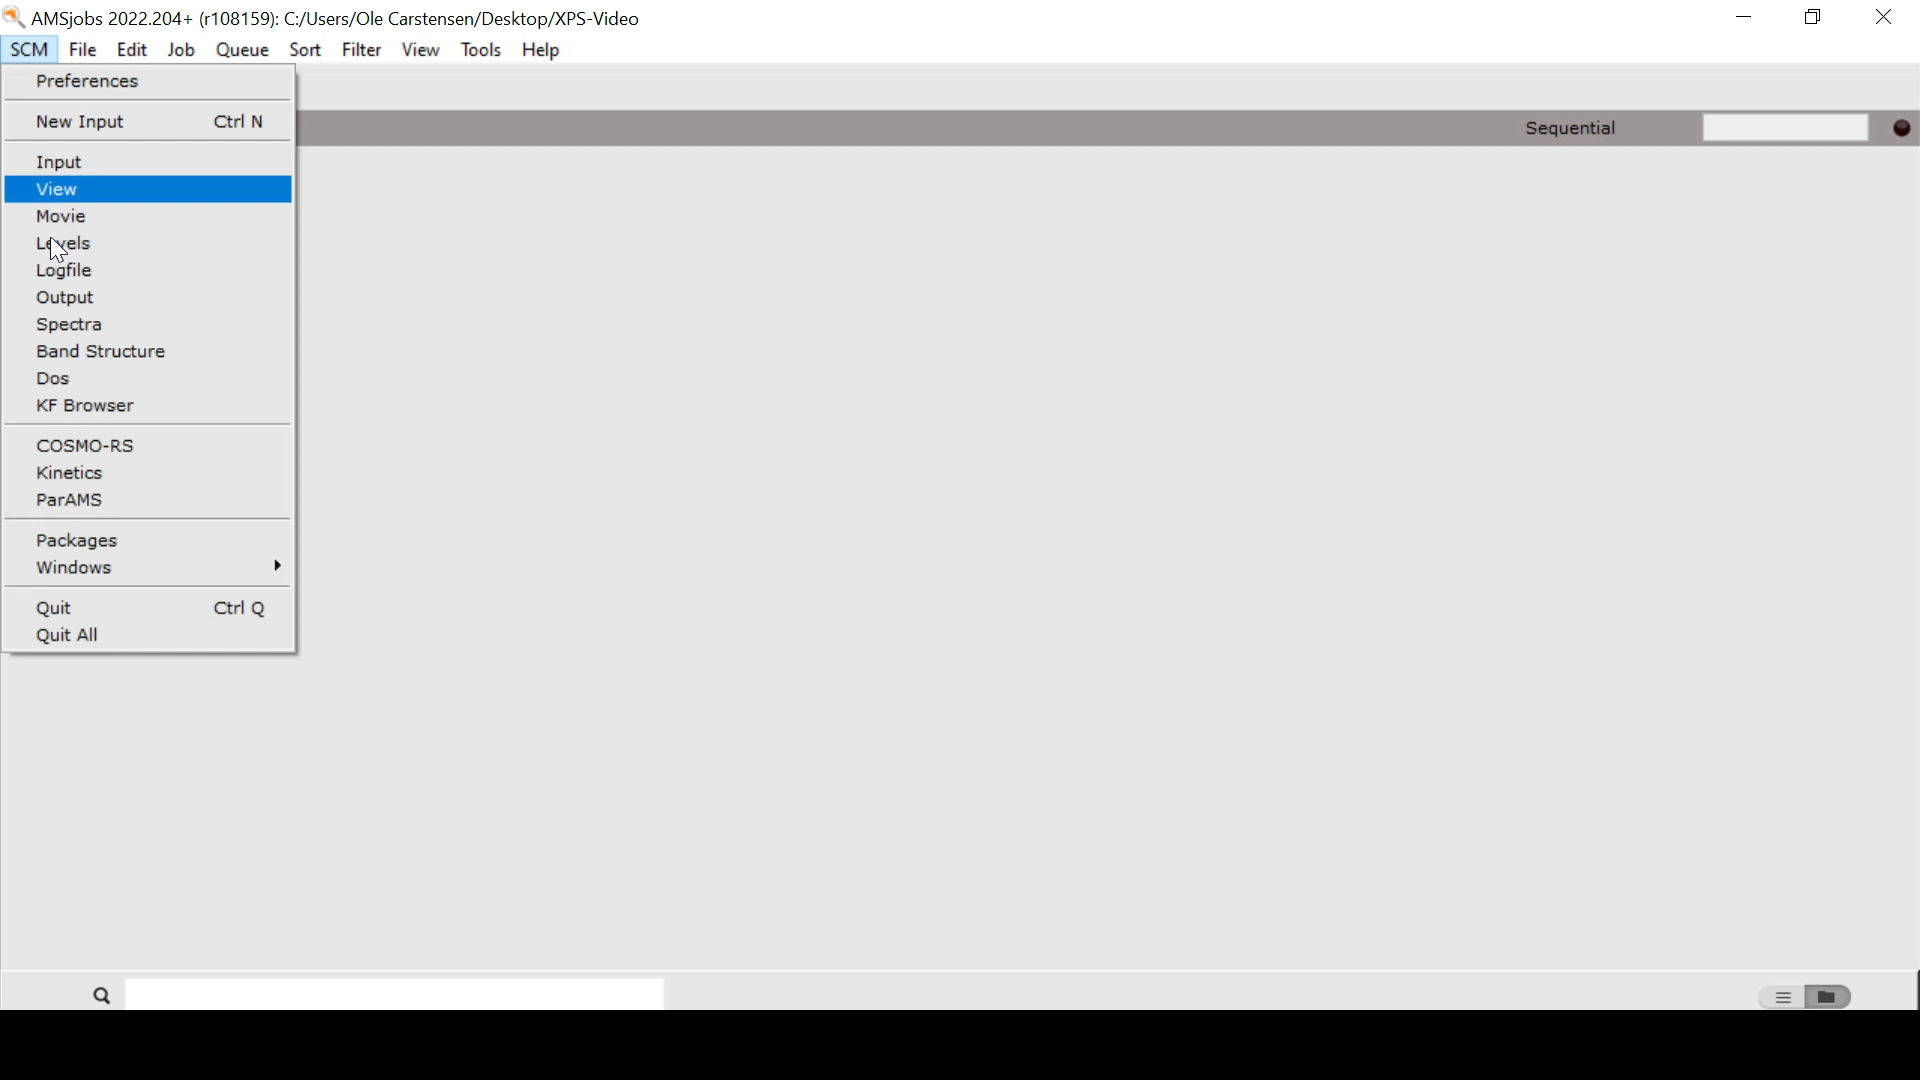 AMSjobs 2022.204+ (r108159): C:/Users/Ole Carstensen/Desktop/XPS-Video
SCM File Edit Job Queue Sort Filter View Tools Help
Preferences
New Input Ctrl N
Sequential
Input
View
Movie
Levels
Logfile
Output
Spectra
Band Structure
Dos
KF Browser
COSMO-RS
Kinetics
ParAMS
Packages
Windows
Quit Ctrl Q
Quit All